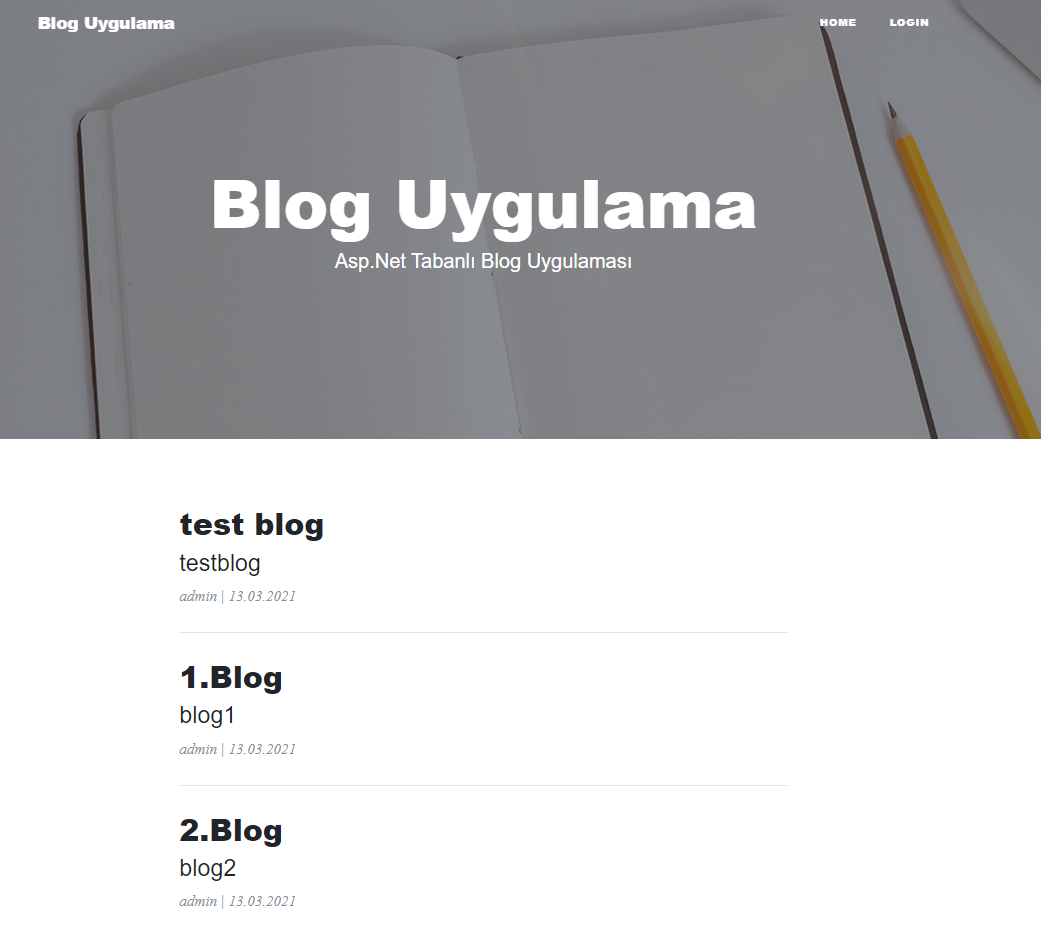 Blog Uygulama
HOME LOGIN
Blog Uygulama
Asp.Net Tabanlı Blog Uygulaması
test blog
testblog
admin | 13.03.2021
1.Blog
blog1
admin | 13.03.2021
2.Blog
blog2
admin | 13.03.2021